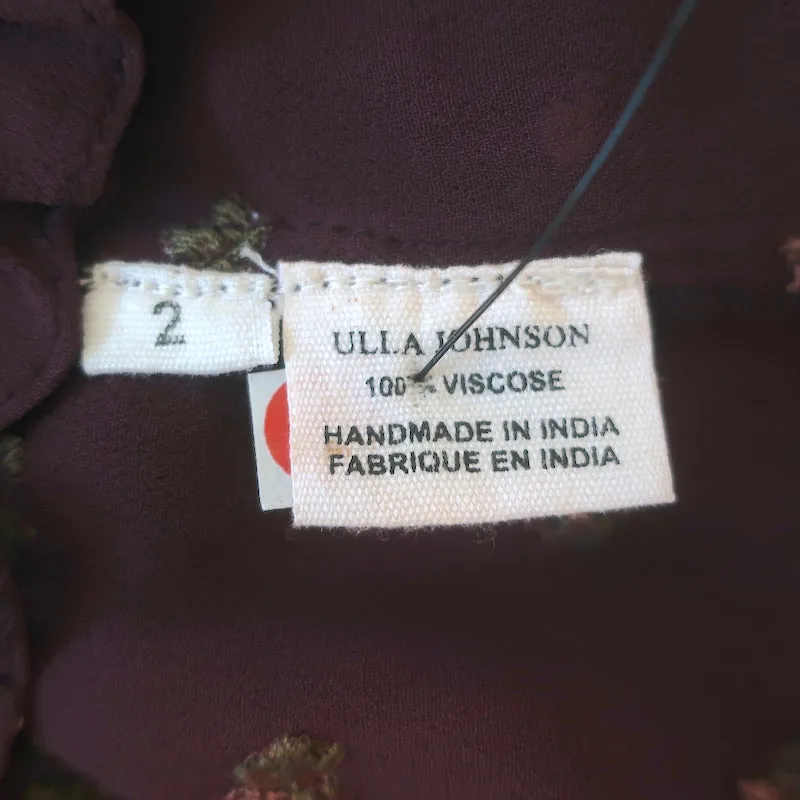 2
ULLA JOHNSON
100% VISCOSE
HANDMADE IN INDIA
FABRIQUE EN INDIA